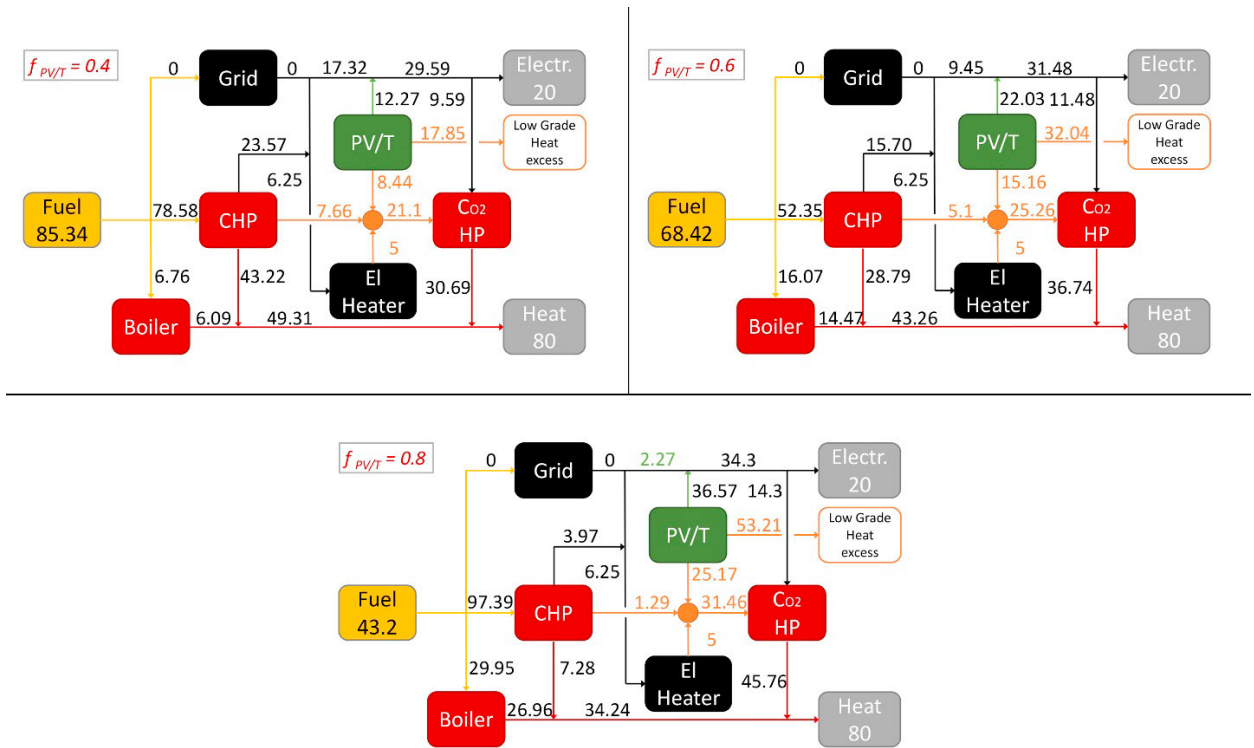 f PV/T = 0.4
0
Grid
0
17.32
29.59
Electr.
20
12.27
9.59
23.57
PV/T
17.85
Low Grade
Heat
excess
6.25
8.44
Fuel
85.34
78.58
CHP
7.66
21.1
CO2
HP
5
6.76
43.22
El
Heater
30.69
Boiler
6.09
49.31
Heat
80
f PV/T = 0.6
0
Grid
0
9.45
31.48
Electr.
20
22.03
11.48
15.70
PV/T
32.04
Low Grade
Heat
excess
6.25
15.16
Fuel
68.42
52.35
CHP
5.1
25.26
CO2
HP
5
16.07
28.79
El
Heater
36.74
Boiler
14.47
43.26
Heat
80
f PV/T = 0.8
0
Grid
0
2.27
34.3
Electr.
20
36.57
14.3
3.97
PV/T
53.21
Low Grade
Heat
excess
6.25
25.17
Fuel
43.2
97.39
CHP
1.29
31.46
CO2
HP
5
29.95
7.28
El
Heater
45.76
Boiler
26.96
34.24
Heat
80